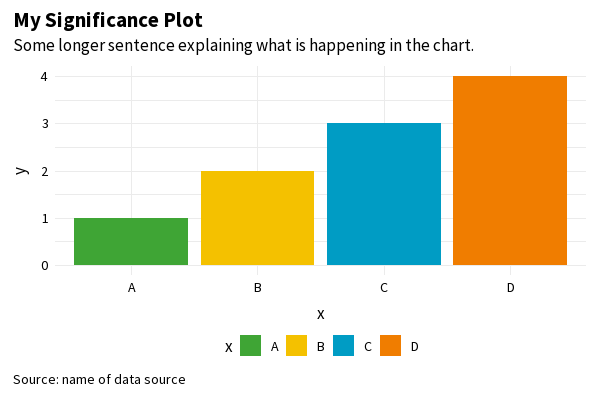 My Significance Plot
Some longer sentence explaining what is happening in the chart.
4
3
y
2
1
0
A B C D
x
x A B C D
Source: name of data source